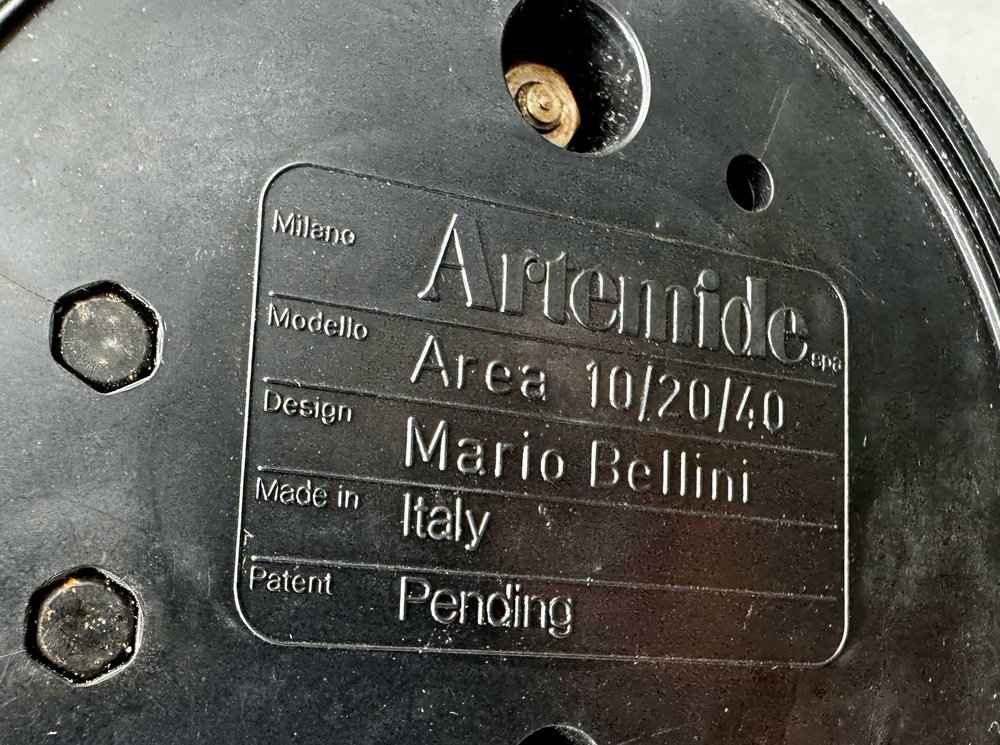 Milano Artemide spa
Modello Area 10/20/40
Design Mario Bellini
Made in Italy
Patent Pending